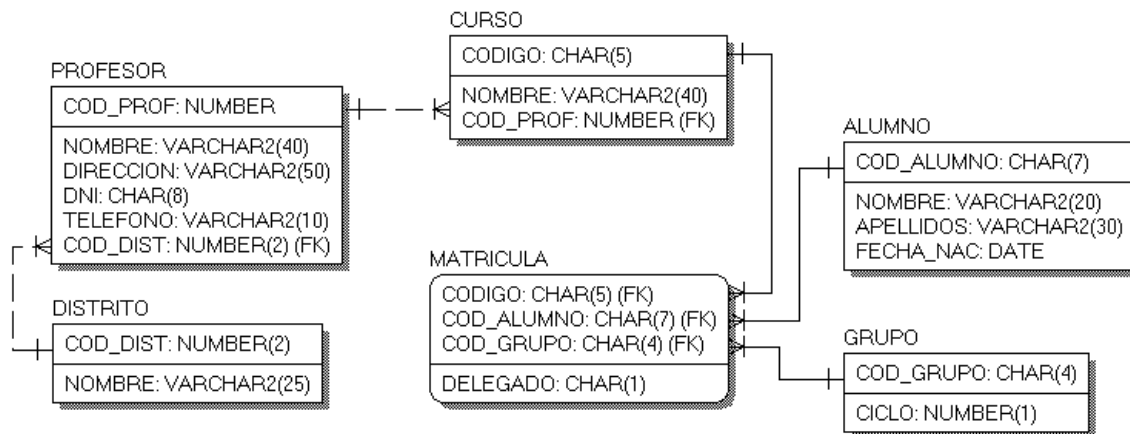 CURSO
CODIGO: CHAR(5)
NOMBRE: VARCHAR2(40)
COD_PROF: NUMBER (FK)
PROFESOR
COD_PROF: NUMBER
NOMBRE: VARCHAR2(40)
DIRECCION: VARCHAR2(50)
DNI: CHAR(8)
TELEFONO: VARCHAR2(10)
COD_DIST: NUMBER(2) (FK)
ALUMNO
COD_ALUMNO: CHAR(7)
NOMBRE: VARCHAR2(20)
APELLIDOS: VARCHAR2(30)
FECHA_NAC: DATE
MATRICULA
CODIGO: CHAR(5) (FK)
COD_ALUMNO: CHAR(7) (FK)
COD_GRUPO: CHAR(4) (FK)
DELEGADO: CHAR(1)
DISTRITO
COD_DIST: NUMBER(2)
NOMBRE: VARCHAR2(25)
GRUPO
COD_GRUPO: CHAR(4)
CICLO: NUMBER(1)